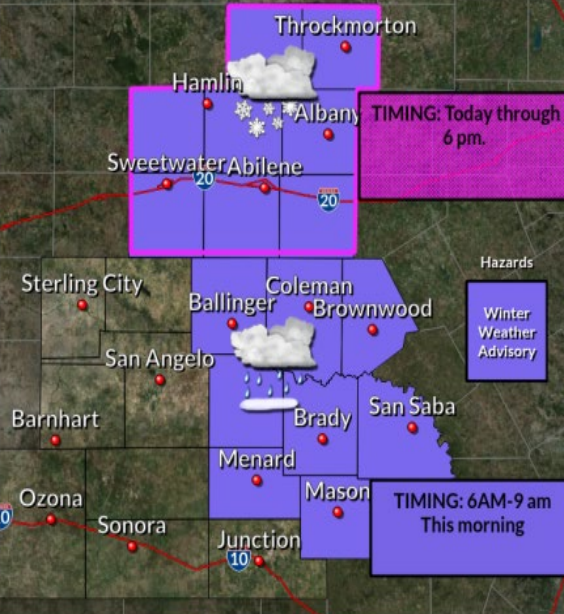 Throckmorton
Hamlin
Albany
TIMING: Today through
6 pm.
Sweetwater
Abilene
20
20
Hazards
Sterling City
Coleman
Ballinger
Brownwood
Winter
Weather
Advisory
San Angelo
Barnhart
Brady
San Saba
Menard
Mason
TIMING: 6AM-9 am
This morning
Ozona
0
Sonora
Junction
10